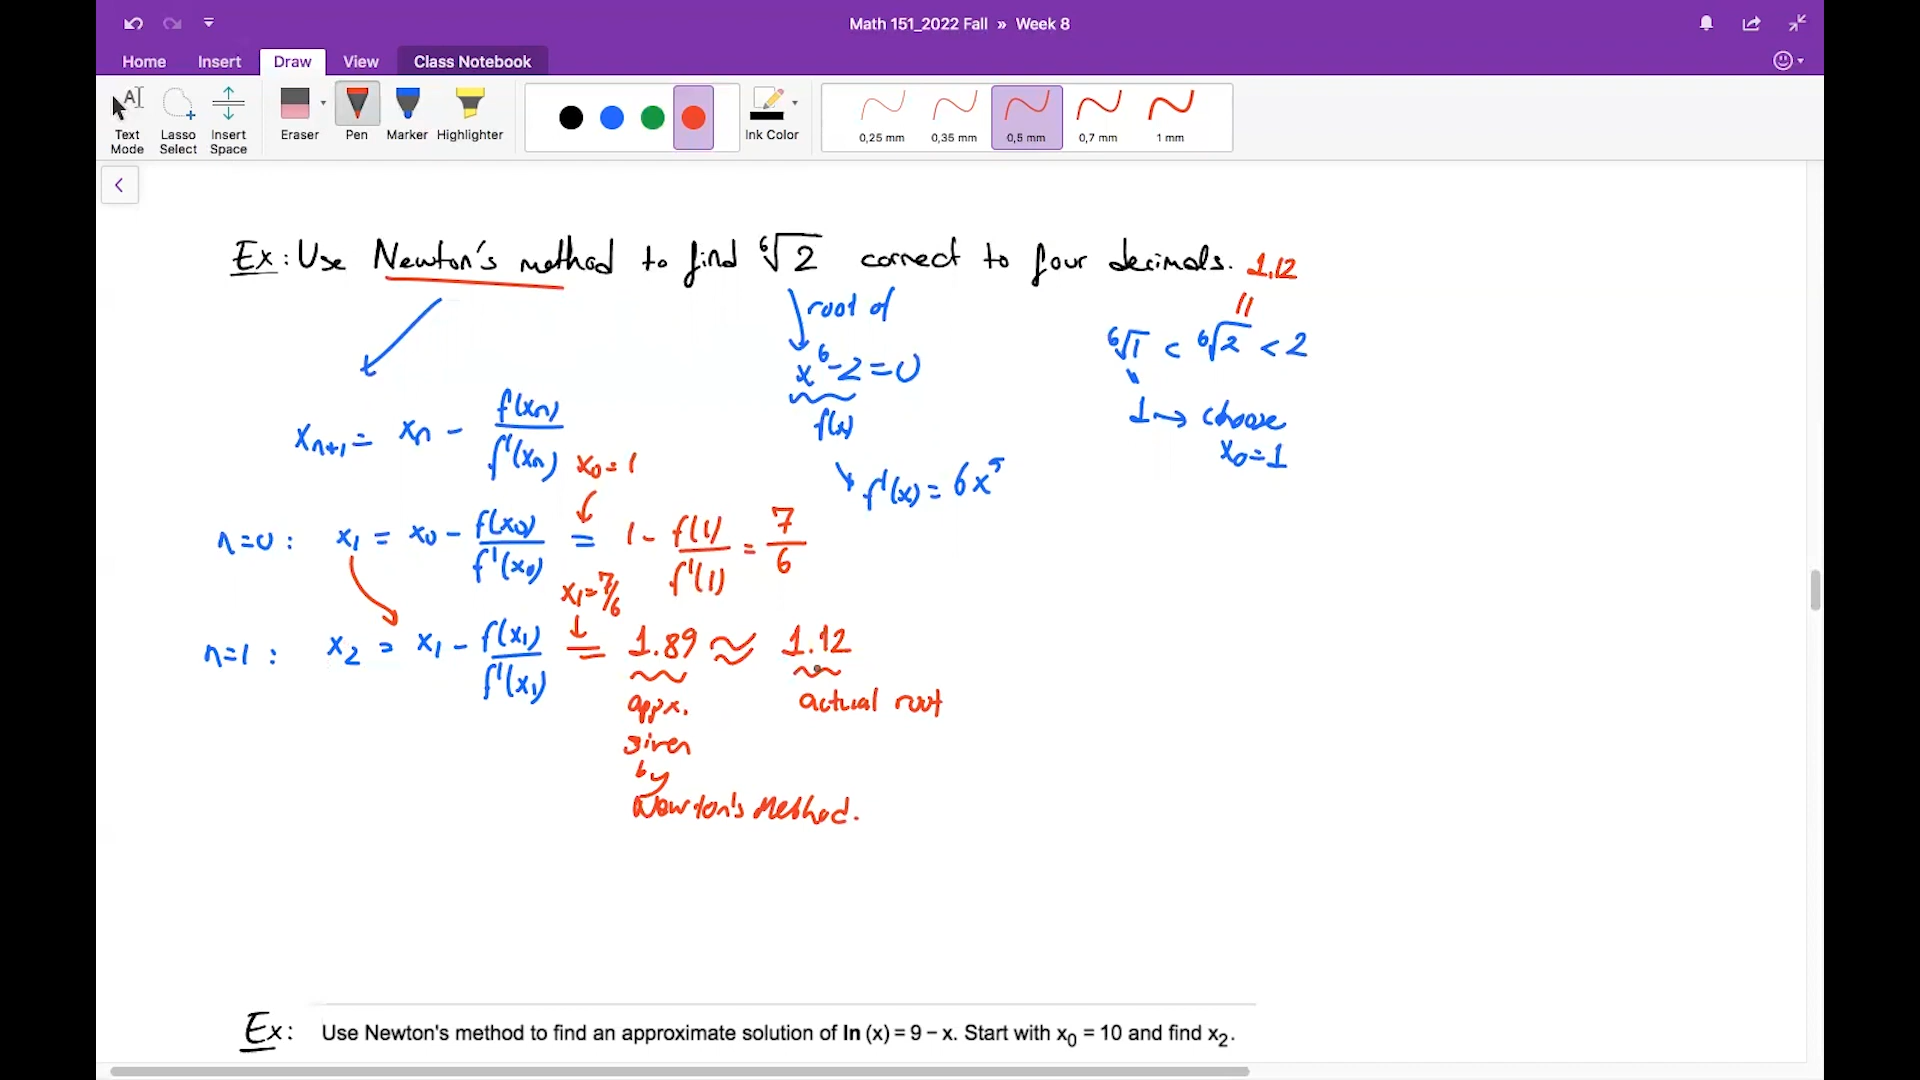 Math 151_2022 Fall » Week 8
Home Insert Draw View Class Notebook
Text Mode
Lasso Select
Insert Space
Eraser
Pen
Marker
Highlighter
Ink Color
0,25 mm
0,35 mm
0,5 mm
0,7 mm
1 mm
Ex: Use Newton's method to find ⁶√2 correct to four decimals. 1.12
||
root of
⁶√1 < ⁶√2 < 2
x⁶-2=0
f(x)
1 → choose
x₀=1
xₙ₊₁ = xₙ - f(xₙ)/f'(xₙ)
f'(x) = 6x⁵
x₀=1
n=0: x₁ = x₀ - f(x₀)/f'(x₀) = 1 - f(1)/f'(1) = 7/6
x₁=7/6
n=1: x₂ = x₁ - f(x₁)/f'(x₁) = 1.89 ≈ 1.12
appx.
given
by
Newton's Method.
actual root
Ex: Use Newton's method to find an approximate solution of ln (x) = 9 − x. Start with x₀ = 10 and find x₂.